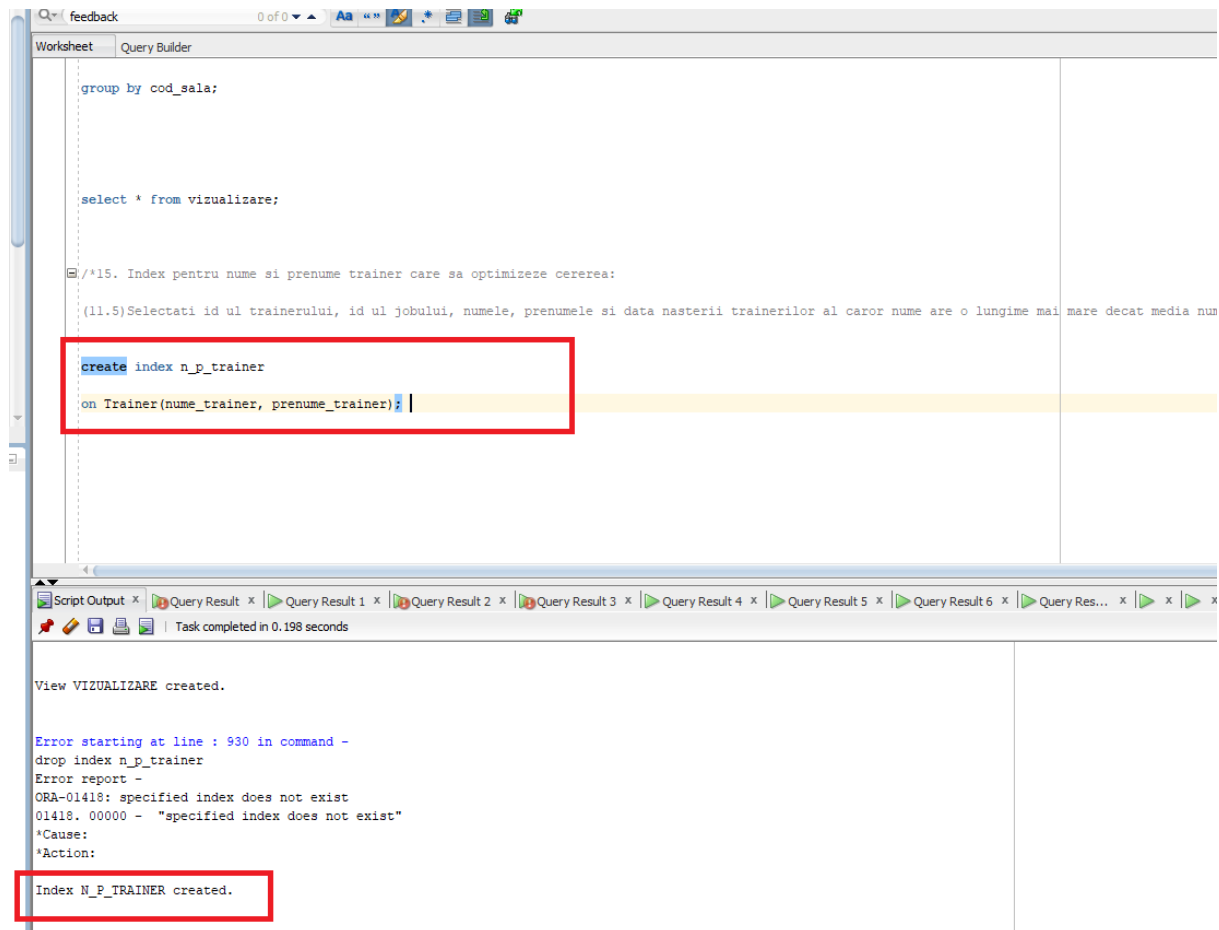 feedback 0 of 0 Aa “”
Worksheet Query Builder
group by cod_sala;
select * from vizualizare;
/*15. Index pentru nume si prenume trainer care sa optimizeze cererea:
(11.5)Selectati id ul trainerului, id ul jobului, numele, prenumele si data nasterii trainerilor al caror nume are o lungime mai mare decat media num
create index n_p_trainer
on Trainer(nume_trainer, prenume_trainer);
Script Output x Query Result x Query Result 1 x Query Result 2 x Query Result 3 x Query Result 4 x Query Result 5 x Query Result 6 x Query Res... x x x
Task completed in 0.198 seconds
View VIZUALIZARE created.
Error starting at line : 930 in command -
drop index n_p_trainer
Error report -
ORA-01418: specified index does not exist
01418. 00000 - "specified index does not exist"
*Cause:
*Action:
Index N_P_TRAINER created.